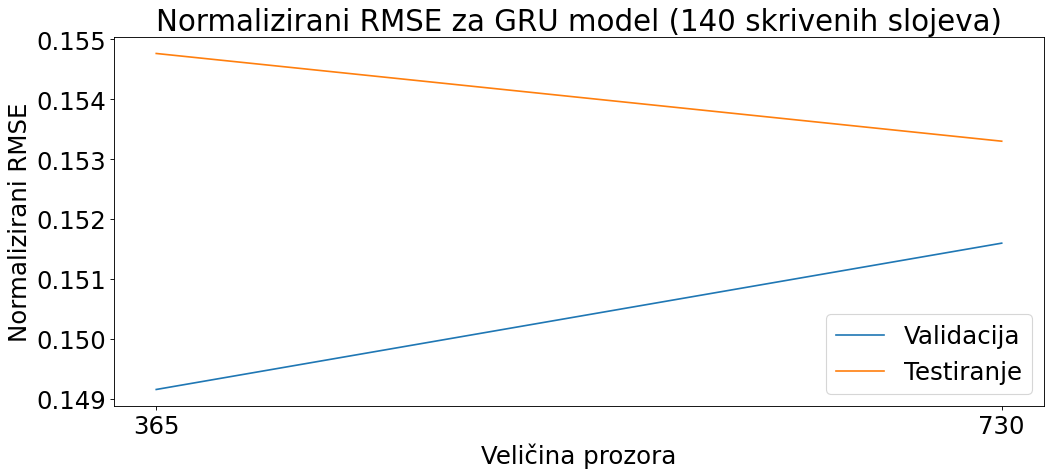 Normalizirani RMSE za GRU model (140 skrivenih slojeva)
Normalizirani RMSE
0.155
0.154
0.153
0.152
0.151
0.150
0.149
Validacija
Testiranje
365
730
Veličina prozora